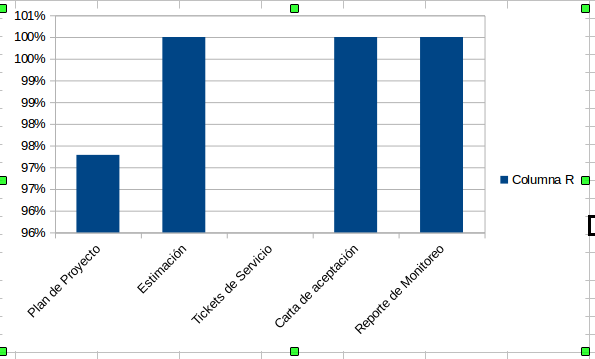 101%
100%
100%
99%
99%
98%
98%
97%
97%
96%
96%
Plan de Proyecto
Estimación
Tickets de Servicio
Carta de aceptación
Reporte de Monitoreo
Columna R